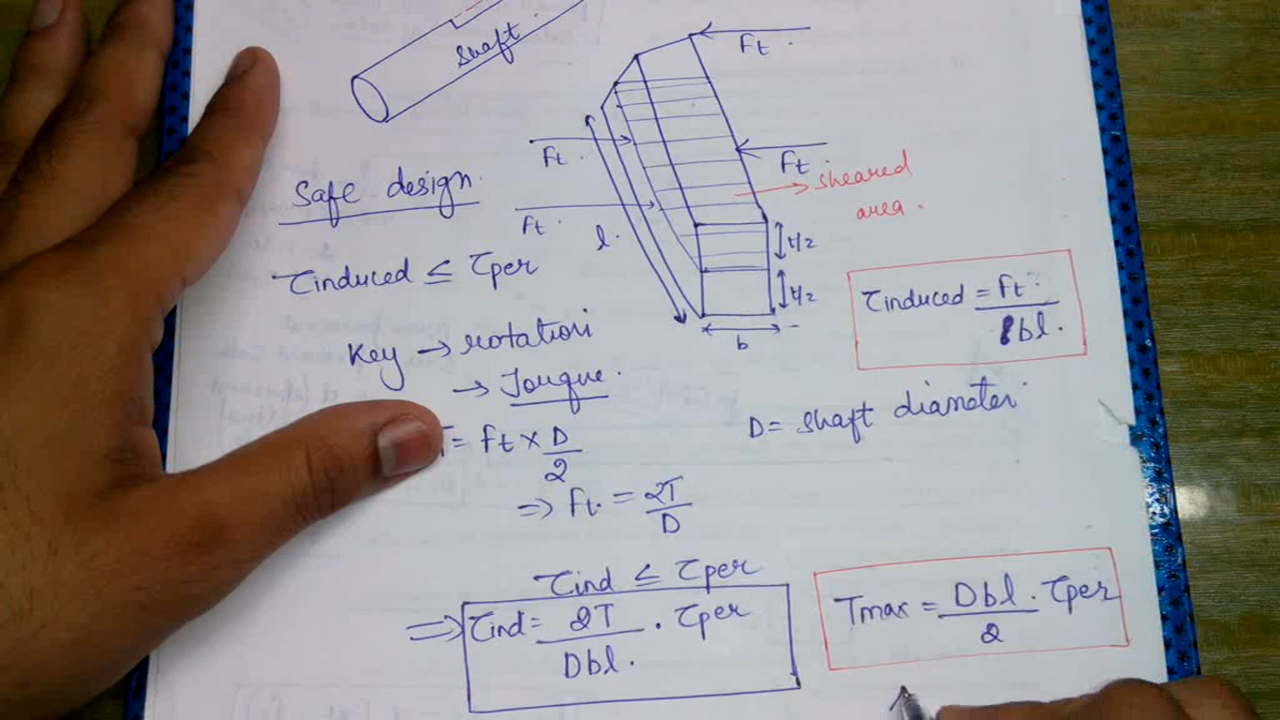 shaft.
Ft.
Ft.
Ft
sheared
area.
Ft.
l.
t/2
t/2
b
Safe design.
τinduced ≤ τper
Key → rotation
→ Torque.
T = Ft × D/2
⇒ Ft. = 2T/D
τinduced = Ft/bl.
D = shaft diameter
τind ≤ τper
⇒ τind = 2T/Dbl. . τper
Tmax = Dbl/2 . τper